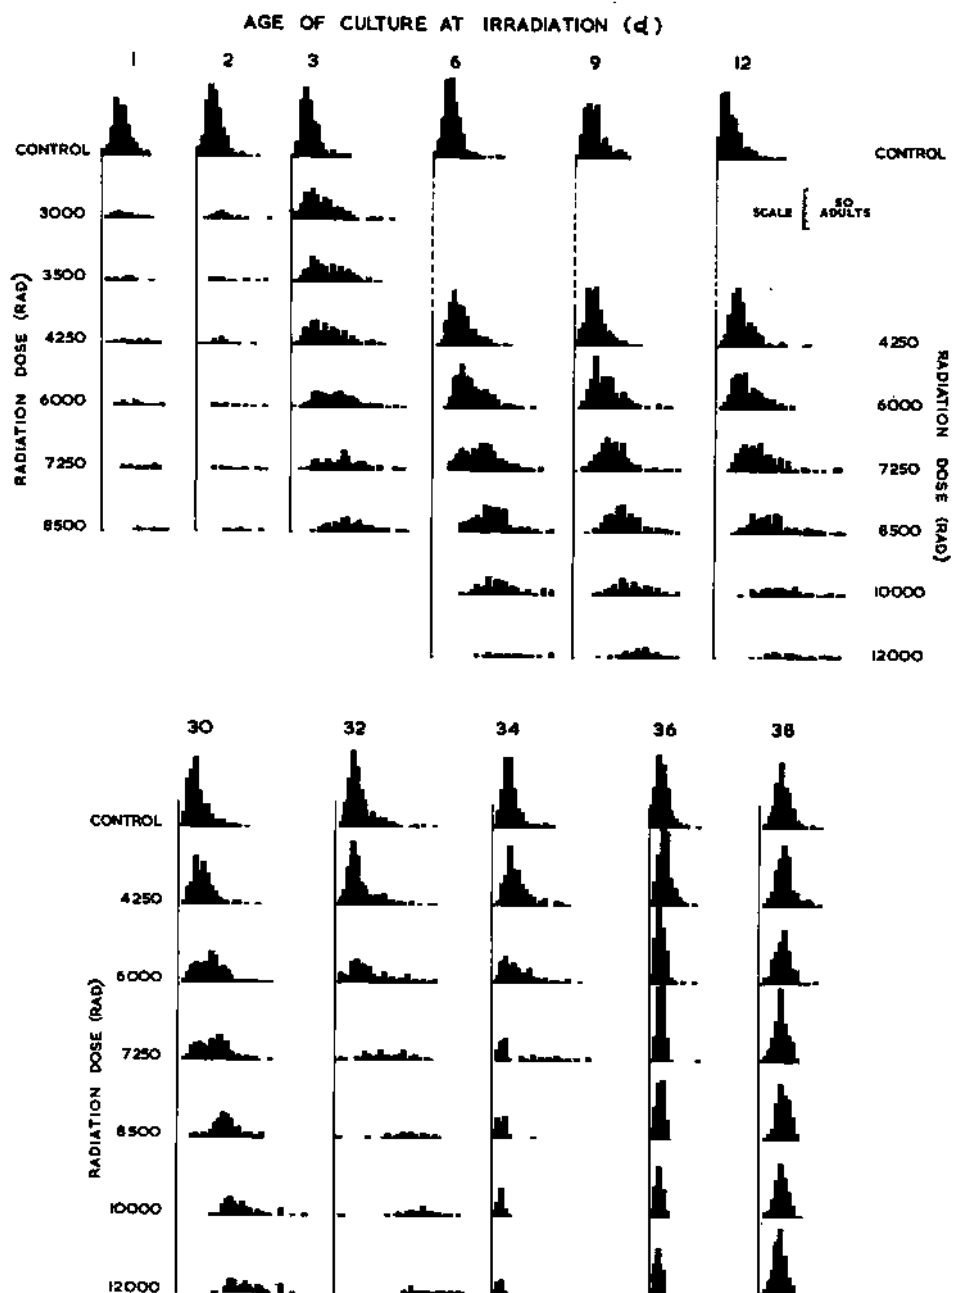 AGE OF CULTURE AT IRRADIATION (d)
1 2 3 6 9 12
CONTROL CONTROL
3000 SCALE 50 ADULTS
3500
4250 4250
6000 6000
7250 7250
8500 8500
10000
12000
RADIATION DOSE (RAD)
RADIATION DOSE (RAD)
30 32 34 36 38
CONTROL
4250
6000
7250
8500
10000
12000
RADIATION DOSE (RAD)